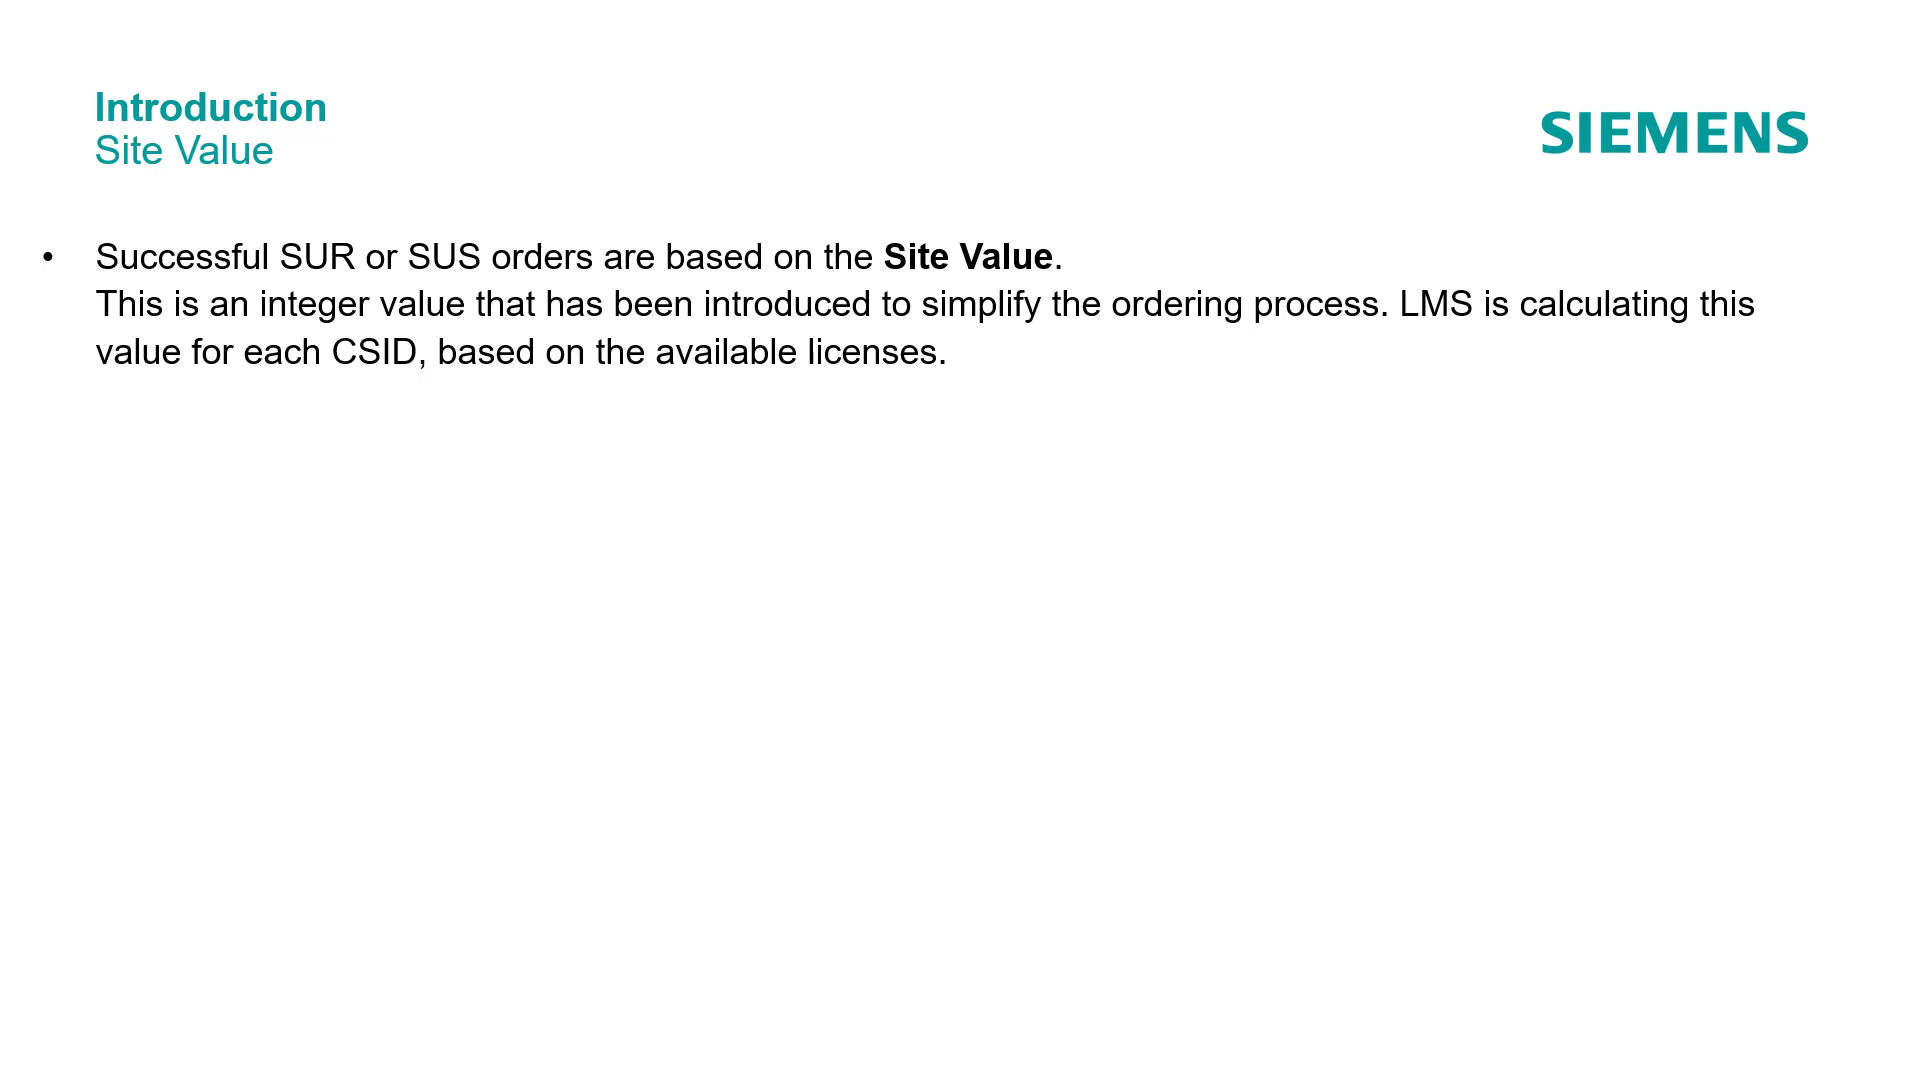 Introduction
Site Value
SIEMENS
• Successful SUR or SUS orders are based on the Site Value.
This is an integer value that has been introduced to simplify the ordering process. LMS is calculating this
value for each CSID, based on the available licenses.